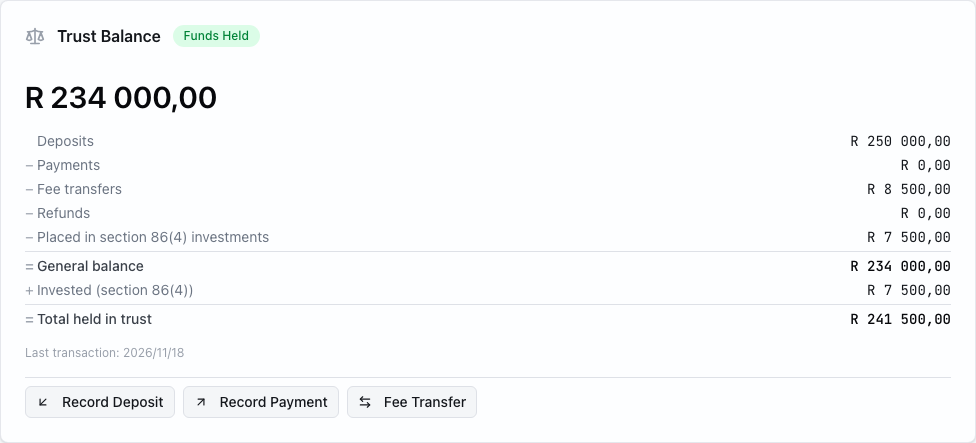 Trust Balance Funds Held
R 234 000,00
Deposits R 250 000,00
– Payments R 0,00
– Fee transfers R 8 500,00
– Refunds R 0,00
– Placed in section 86(4) investments R 7 500,00
= General balance R 234 000,00
+ Invested (section 86(4)) R 7 500,00
= Total held in trust R 241 500,00
Last transaction: 2026/11/18
Record Deposit Record Payment Fee Transfer